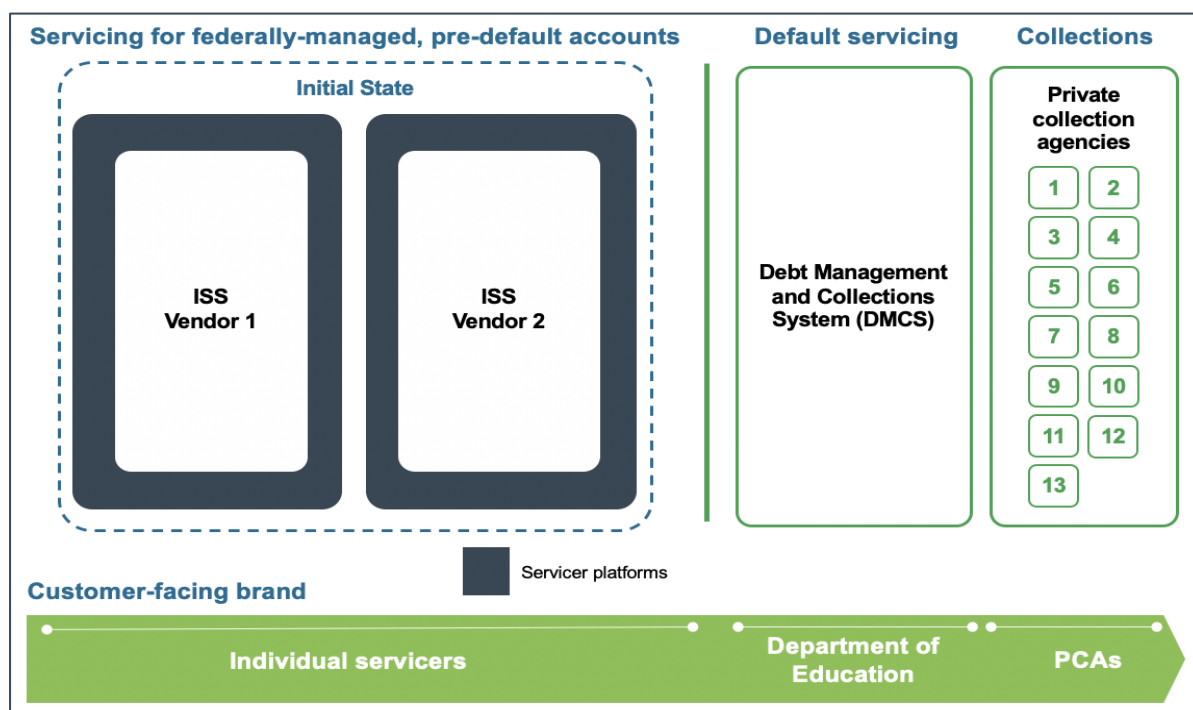 Servicing for federally-managed, pre-default accounts
Default servicing
Collections
Initial State
ISS
Vendor 1
ISS
Vendor 2
Debt Management
and Collections
System (DMCS)
Private
collection
agencies
1 2
3 4
5 6
7 8
9 10
11 12
13
Servicer platforms
Customer-facing brand
Individual servicers
Department of
Education
PCAs